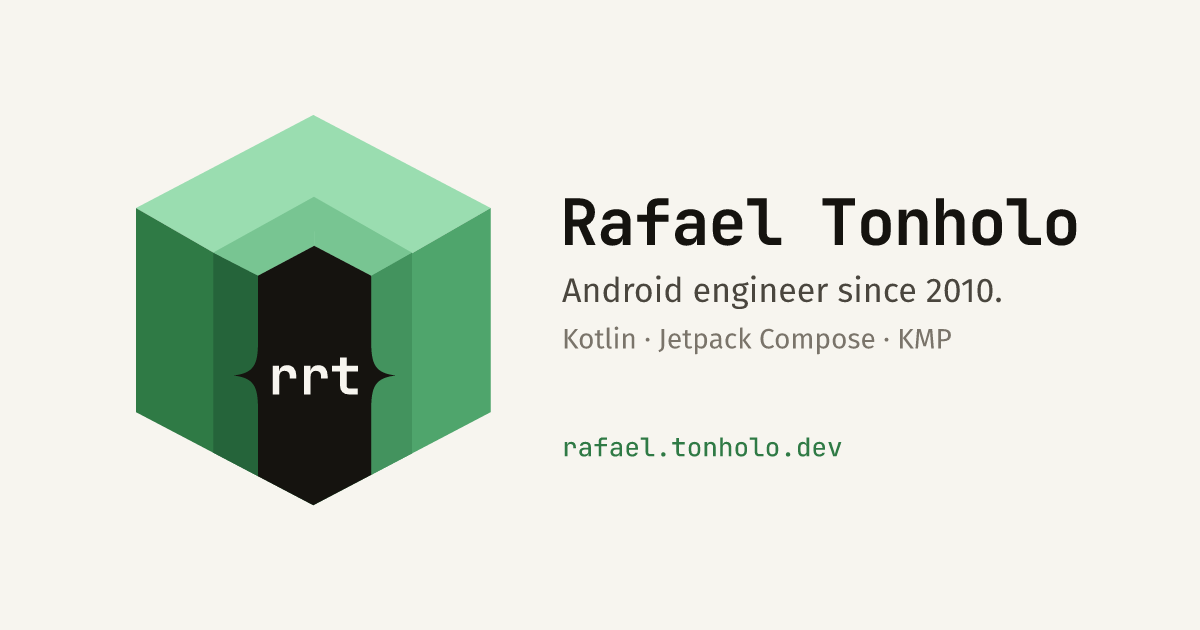 rrt
Rafael Tonholo
Android engineer since 2010.
Kotlin · Jetpack Compose · KMP
rafael.tonholo.dev